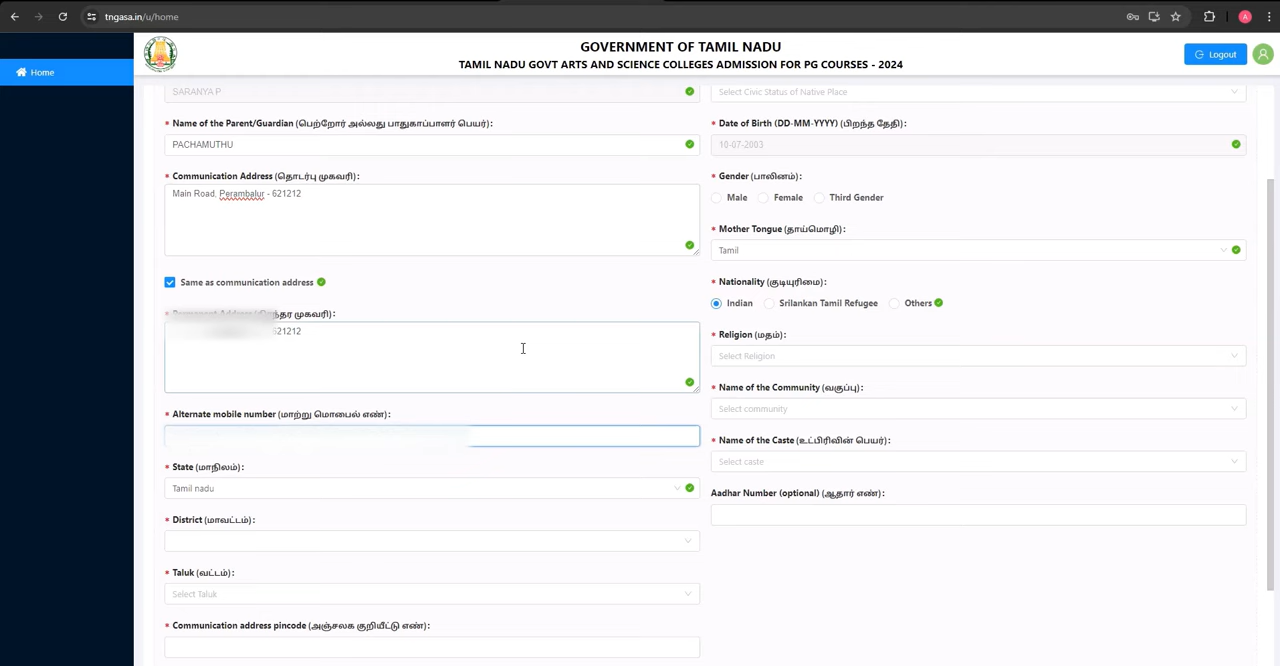 tngasa.in/u/home
A
Home
GOVERNMENT OF TAMIL NADU
TAMIL NADU GOVT ARTS AND SCIENCE COLLEGES ADMISSION FOR PG COURSES - 2024
Logout
SARANYA P
* Name of the Parent/Guardian (பெற்றோர் அல்லது பாதுகாப்பாளர் பெயர்):
PACHAMUTHU
* Communication Address (தொடர்பு முகவரி):
Main Road, Perambalur - 621212
Same as communication address
Permanent Address
முகவரி):
621212
* Alternate mobile number (மாற்று மொபைல் எண்):
* State (மாநிலம்):
Tamil nadu
* District (மாவட்டம்):
* Taluk (வட்டம்):
Select Taluk
* Communication address pincode (அஞ்சலக குறியீட்டு எண்):
Select Civic Status of Native Place
* Date of Birth (DD-MM-YYYY) (பிறந்த தேதி):
10-07-2003
* Gender (பாலினம்):
Male Female Third Gender
* Mother Tongue (தாய்மொழி):
Tamil
* Nationality (குடியுரிமை):
Indian Srilankan Tamil Refugee Others
* Religion (மதம்):
Select Religion
* Name of the Community (வகுப்பு):
Select community
* Name of the Caste (உட்பிரிவின் பெயர்):
Select caste
Aadhar Number (optional) (ஆதார் எண்):